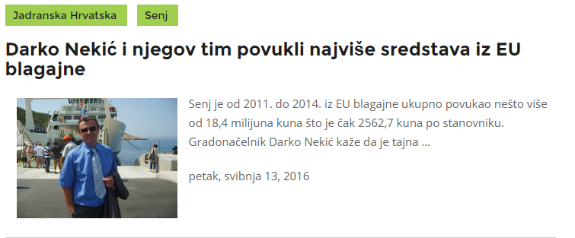 Jadranska Hrvatska
Senj
Darko Nekić i njegov tim povukli najviše sredstava iz EU
blagajne
Senj je od 2011. do 2014. iz EU blagajne ukupno povukao nešto više
od 18,4 milijuna kuna što je čak 2562,7 kuna po stanovniku.
Gradonačelnik Darko Nekić kaže da je tajna ...
petak, svibnja 13, 2016